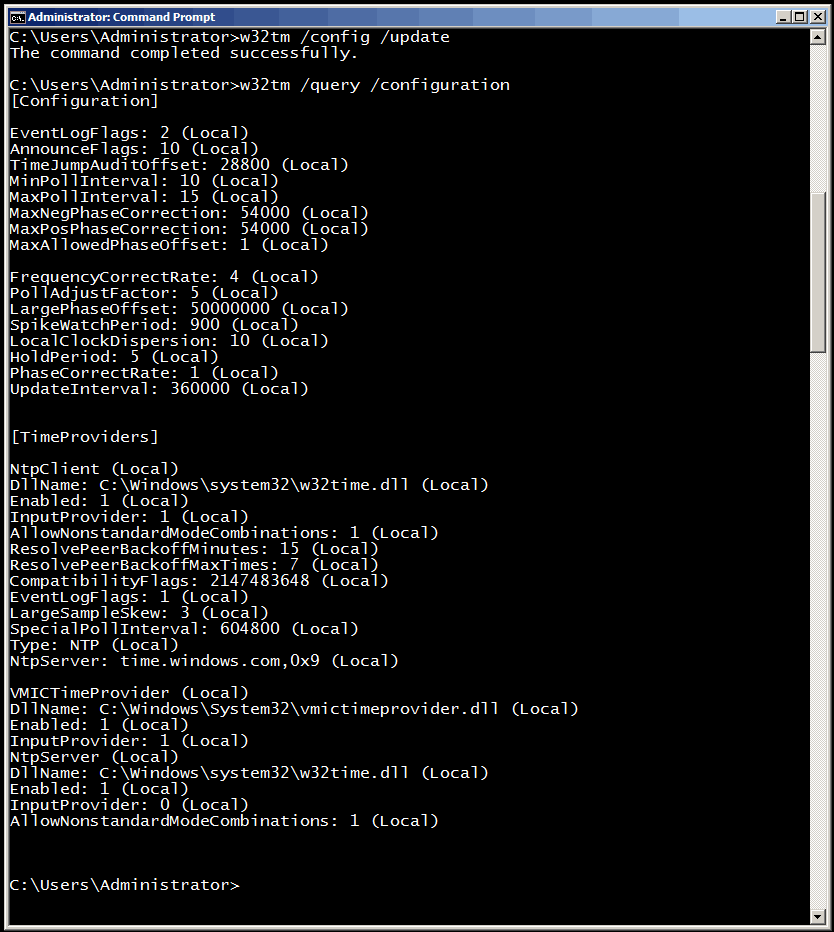 Administrator: Command Prompt
C:\Users\Administrator>w32tm /config /update
The command completed successfully.
C:\Users\Administrator>w32tm /query /configuration
[Configuration]
EventLogFlags: 2 (Local)
AnnounceFlags: 10 (Local)
TimeJumpAuditOffset: 28800 (Local)
MinPollInterval: 10 (Local)
MaxPollInterval: 15 (Local)
MaxNegPhaseCorrection: 54000 (Local)
MaxPosPhaseCorrection: 54000 (Local)
MaxAllowedPhaseOffset: 1 (Local)
FrequencyCorrectRate: 4 (Local)
PollAdjustFactor: 5 (Local)
LargePhaseOffset: 50000000 (Local)
SpikeWatchPeriod: 900 (Local)
LocalClockDispersion: 10 (Local)
HoldPeriod: 5 (Local)
PhaseCorrectRate: 1 (Local)
UpdateInterval: 360000 (Local)
[TimeProviders]
NtpClient (Local)
DllName: C:\Windows\system32\w32time.dll (Local)
Enabled: 1 (Local)
InputProvider: 1 (Local)
AllowNonstandardModeCombinations: 1 (Local)
ResolvePeerBackoffMinutes: 15 (Local)
ResolvePeerBackoffMaxTimes: 7 (Local)
CompatibilityFlags: 2147483648 (Local)
EventLogFlags: 1 (Local)
LargeSampleSkew: 3 (Local)
SpecialPollInterval: 604800 (Local)
Type: NTP (Local)
NtpServer: time.windows.com,0x9 (Local)
VMICTimeProvider (Local)
DllName: C:\Windows\System32\vmictimeprovider.dll (Local)
Enabled: 1 (Local)
InputProvider: 1 (Local)
NtpServer (Local)
DllName: C:\Windows\system32\w32time.dll (Local)
Enabled: 1 (Local)
InputProvider: 0 (Local)
AllowNonstandardModeCombinations: 1 (Local)
C:\Users\Administrator>